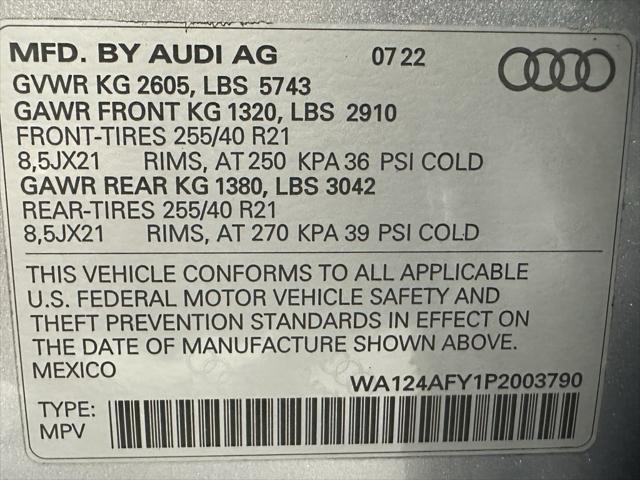 MFD. BY AUDI AG 07 22
GVWR KG 2605, LBS 5743
GAWR FRONT KG 1320, LBS 2910
FRONT-TIRES 255/40 R21
8,5JX21 RIMS, AT 250 KPA 36 PSI COLD
GAWR REAR KG 1380, LBS 3042
REAR-TIRES 255/40 R21
8,5JX21 RIMS, AT 270 KPA 39 PSI COLD
THIS VEHICLE CONFORMS TO ALL APPLICABLE
U.S. FEDERAL MOTOR VEHICLE SAFETY AND
THEFT PREVENTION STANDARDS IN EFFECT ON
THE DATE OF MANUFACTURE SHOWN ABOVE.
MEXICO
WA124AFY1P2003790
TYPE:
MPV